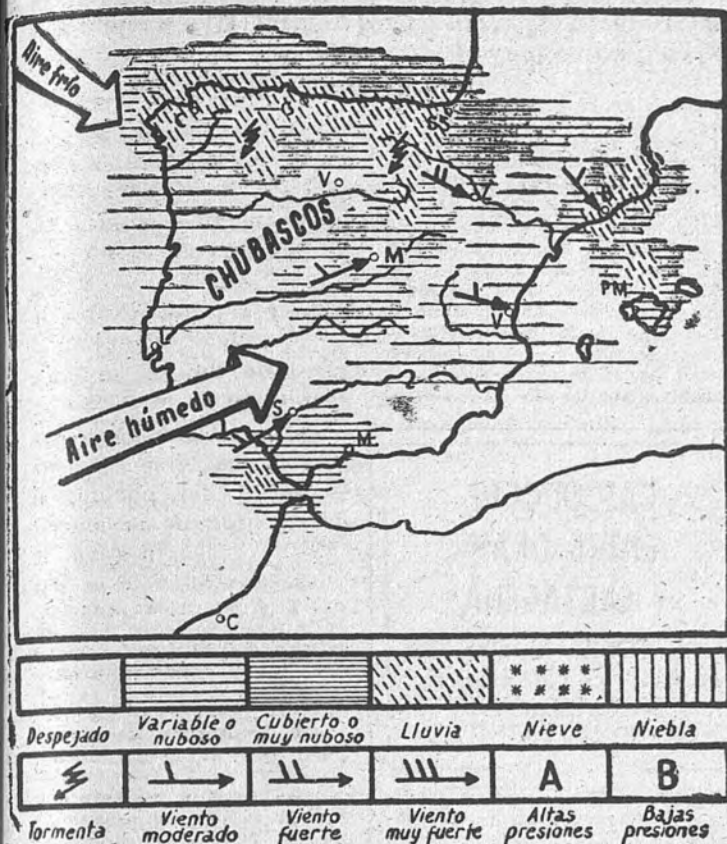 Aire frío
C
G
SS
V
V
B
CHUBASCOS
M
PM
V
L
Aire húmedo
S
M
C
Despejado
Variable o nuboso
Cubierto o muy nuboso
Lluvia
Nieve
Niebla
A
B
Tormenta
Viento moderado
Viento fuerte
Viento muy fuerte
Altas presiones
Bajas presiones